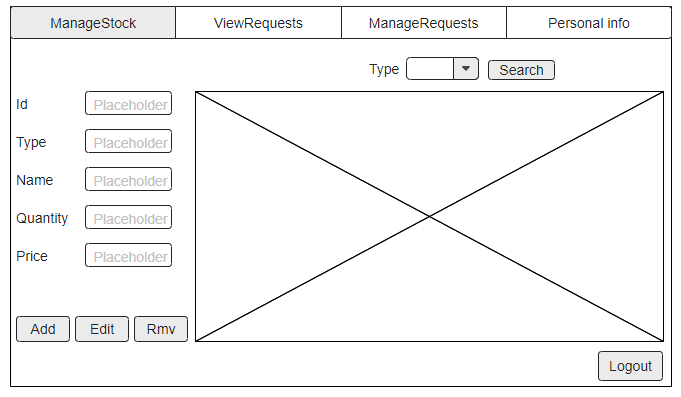 ManageStock ViewRequests ManageRequests Personal info
Type Search
Id Placeholder
Type Placeholder
Name Placeholder
Quantity Placeholder
Price Placeholder
Add Edit Rmv
Logout